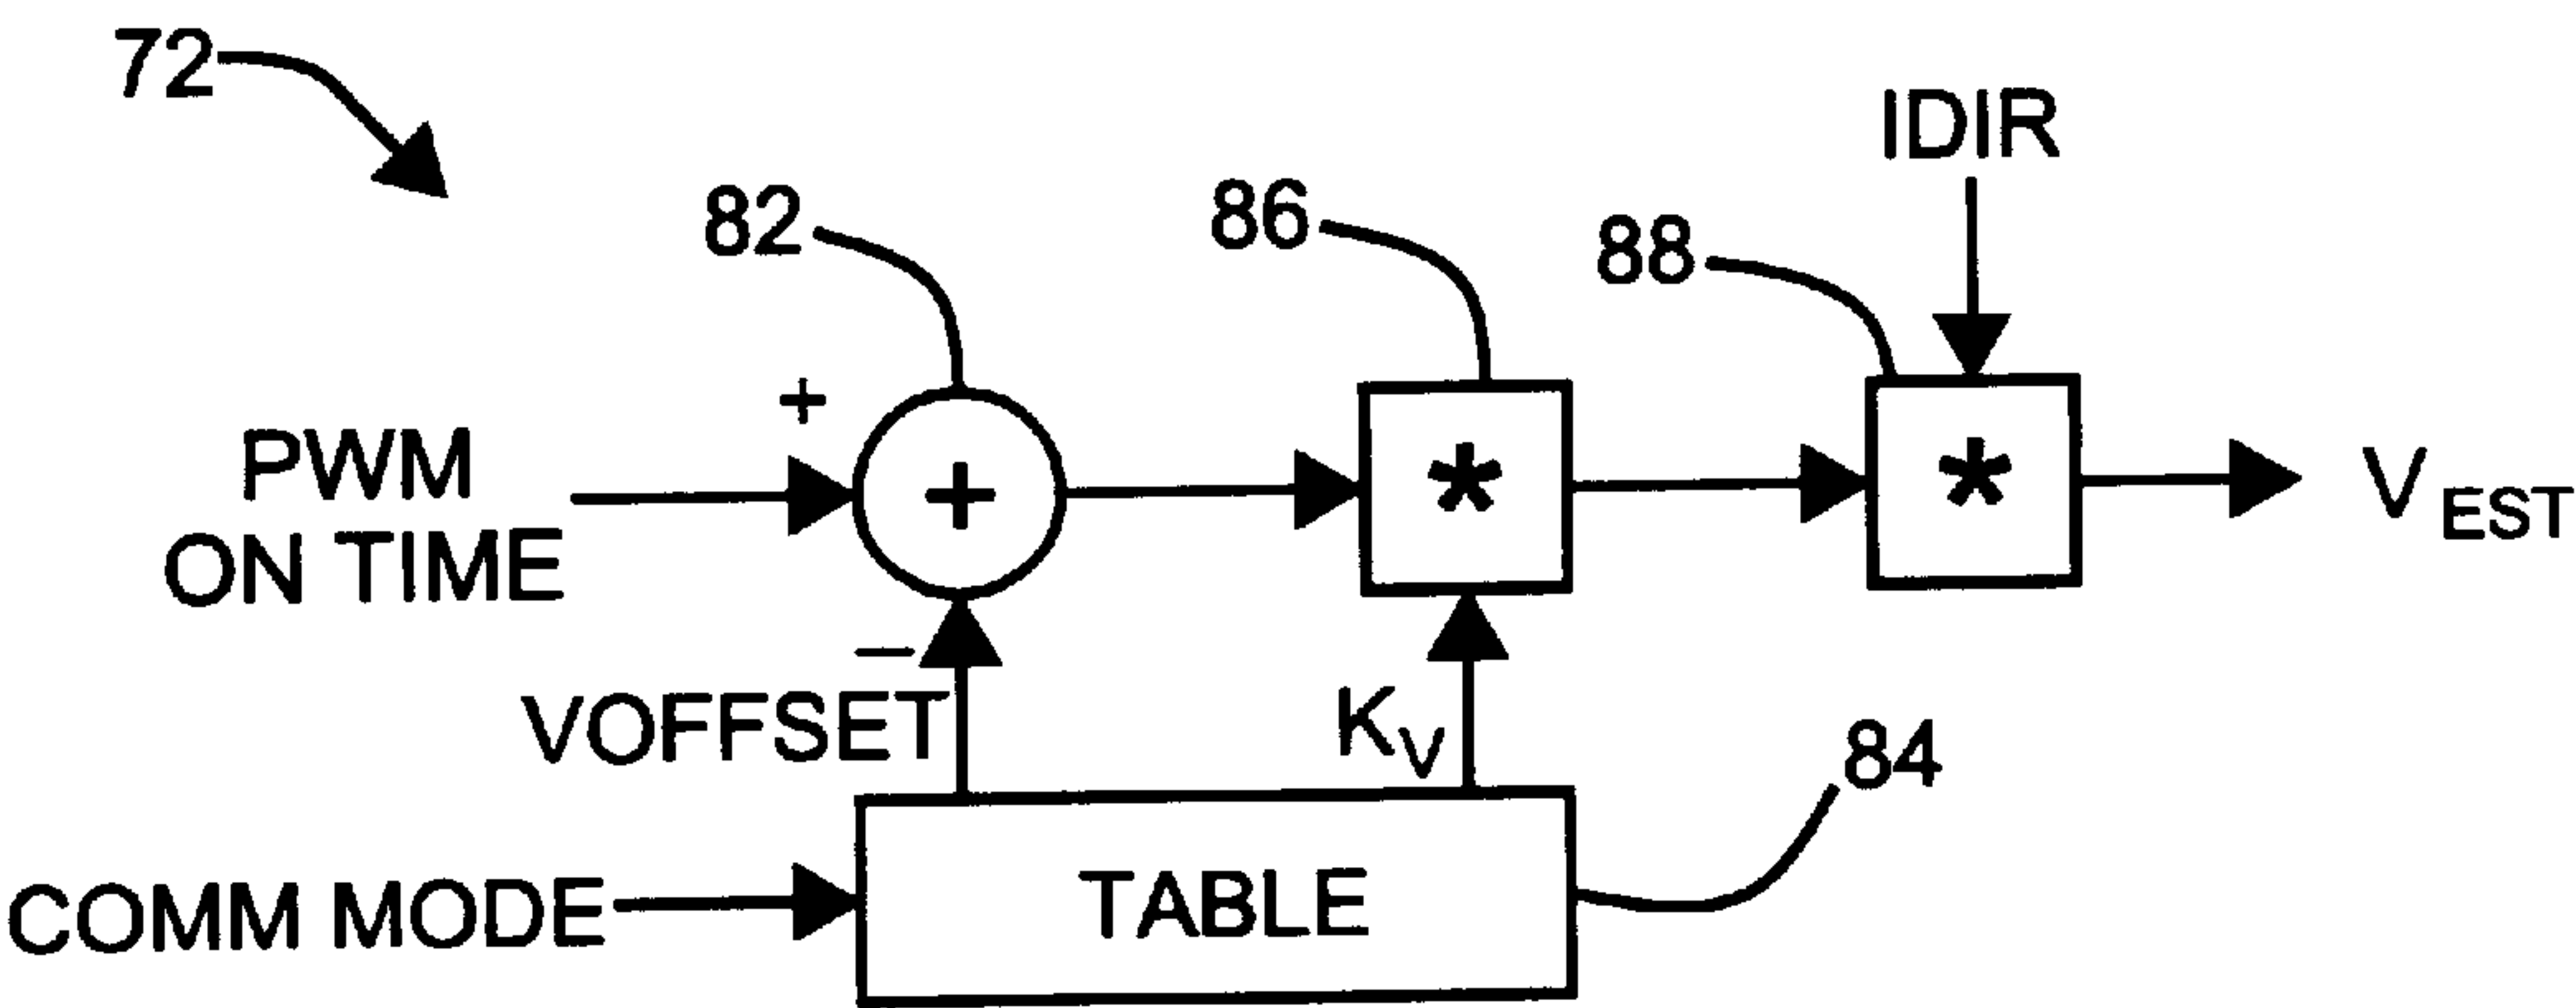 72
IDIR
82
86
88
+
PWM
ON TIME
+
*
*
V EST
−
VOFFSET
KV
84
COMM MODE
TABLE